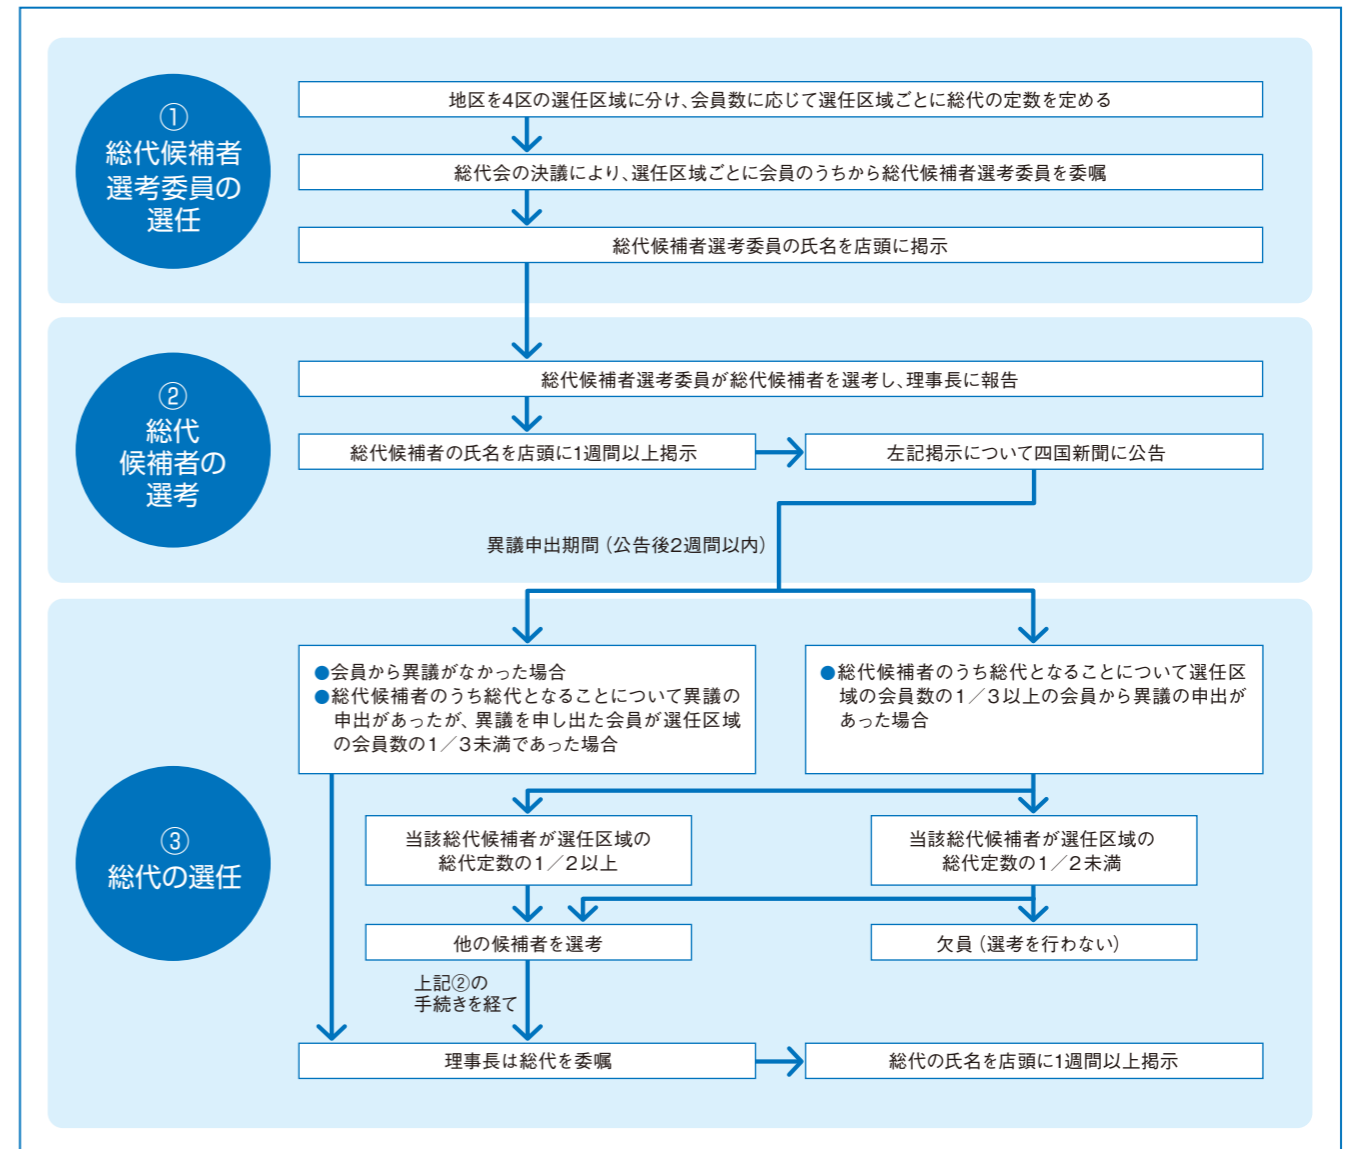 ①
総代候補者
選考委員の
選任
地区を4区の選任区域に分け、会員数に応じて選任区域ごとに総代の定数を定める
総代会の決議により、選任区域ごとに会員のうちから総代候補者選考委員を委嘱
総代候補者選考委員の氏名を店頭に掲示
②
総代
候補者の
選考
総代候補者選考委員が総代候補者を選考し、理事長に報告
総代候補者の氏名を店頭に1週間以上掲示
左記掲示について四国新聞に公告
異議申出期間（公告後2週間以内）
③
総代の選任
●会員から異議がなかった場合
●総代候補者のうち総代となることについて異議の
申出があったが、異議を申し出た会員が選任区域
の会員数の1／3未満であった場合
●総代候補者のうち総代となることについて選任区
域の会員数の1／3以上の会員から異議の申出が
あった場合
当該総代候補者が選任区域の
総代定数の1／2以上
当該総代候補者が選任区域の
総代定数の1／2未満
他の候補者を選考
欠員（選考を行わない）
上記②の
手続きを経て
理事長は総代を委嘱
総代の氏名を店頭に1週間以上掲示